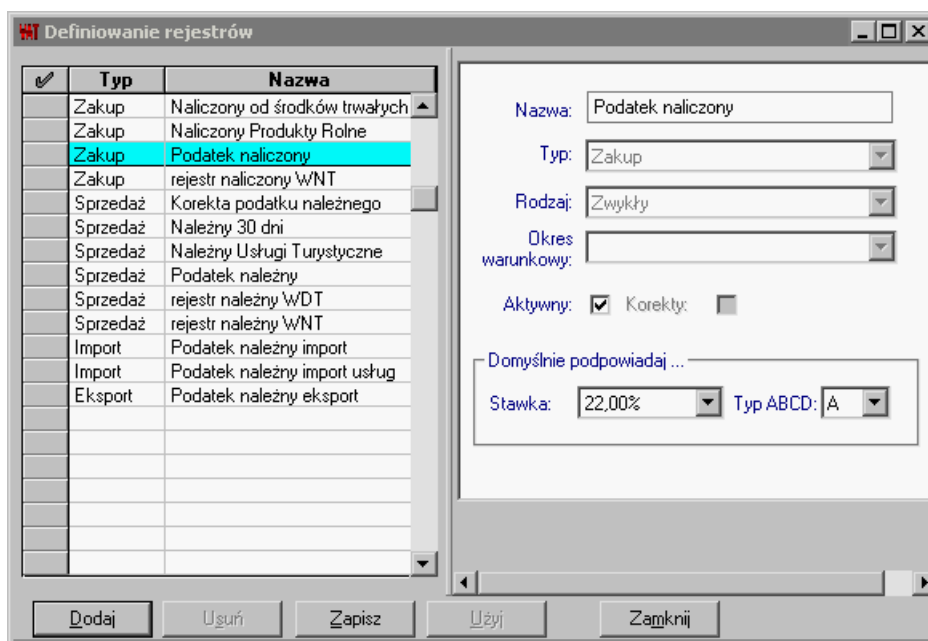 VAT Definiowanie rejestrów
Typ Nazwa
Zakup Naliczony od środków trwałych
Zakup Naliczony Produkty Rolne
Zakup Podatek naliczony
Zakup rejestr naliczony WNT
Sprzedaż Korekta podatku należnego
Sprzedaż Należny 30 dni
Sprzedaż Należny Usługi Turystyczne
Sprzedaż Podatek należny
Sprzedaż rejestr należny WDT
Sprzedaż rejestr należny WNT
Import Podatek należny import
Import Podatek należny import usług
Eksport Podatek należny eksport
Nazwa: Podatek naliczony
Typ: Zakup
Rodzaj: Zwykły
Okres
warunkowy:
Aktywny: Korekty:
Domyślnie podpowiadaj ...
Stawka: 22,00% Typ ABCD: A
Dodaj Usuń Zapisz Użyj Zamknij